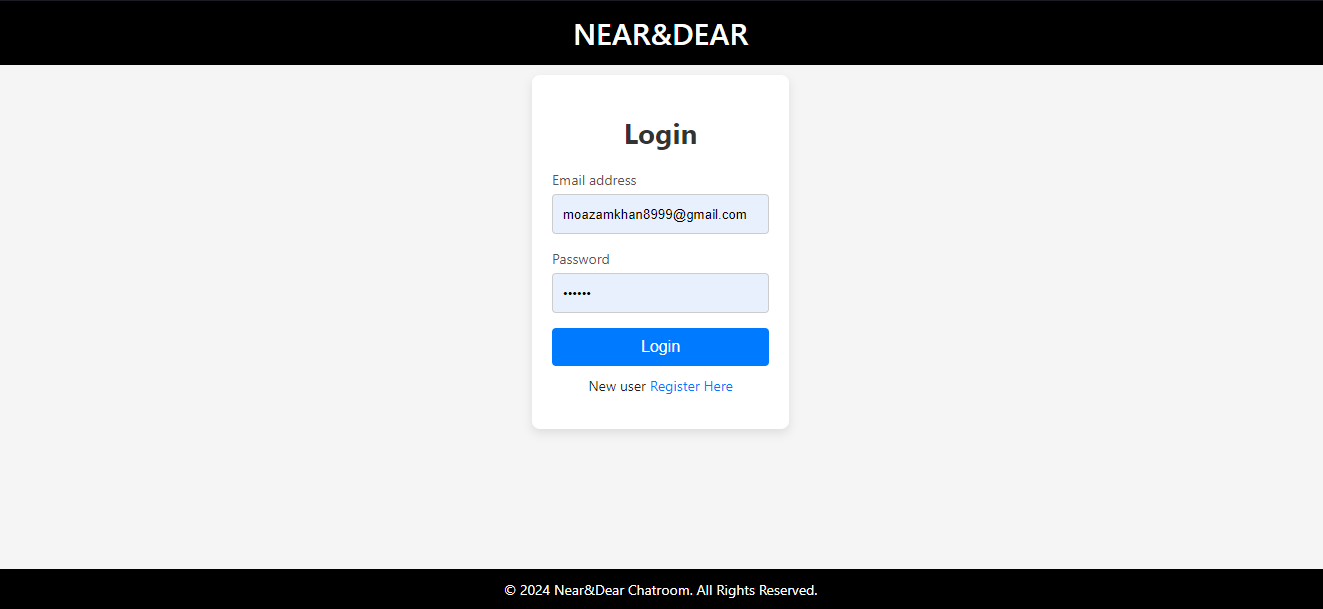 NEAR&DEAR
Login
Email address
moazamkhan8999@gmail.com
Password
••••••
Login
New user Register Here
© 2024 Near&Dear Chatroom. All Rights Reserved.